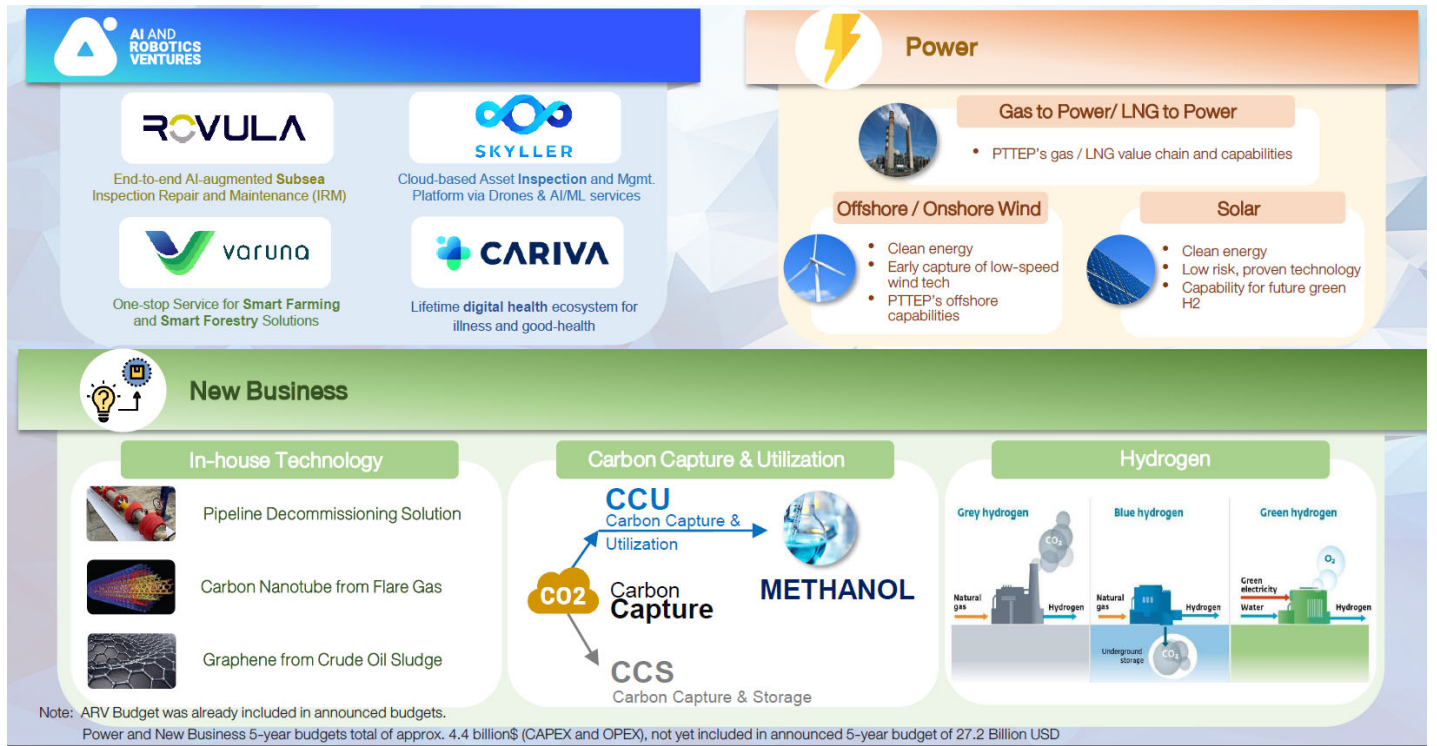 AI AND
ROBOTICS
VENTURES
ROVULA
End-to-end AI-augmented Subsea
Inspection Repair and Maintenance (IRM)
SKYLLER
Cloud-based Asset Inspection and Mgmt.
Platform via Drones & AI/ML services
varuna
One-stop Service for Smart Farming
and Smart Forestry Solutions
CARIVA
Lifetime digital health ecosystem for
illness and good-health
Power
Gas to Power/ LNG to Power
• PTTEP's gas / LNG value chain and capabilities
Offshore / Onshore Wind
• Clean energy
• Early capture of low-speed
wind tech
• PTTEP's offshore
capabilities
Solar
• Clean energy
• Low risk, proven technology
• Capability for future green
H2
New Business
In-house Technology
Pipeline Decommissioning Solution
Carbon Nanotube from Flare Gas
Graphene from Crude Oil Sludge
Carbon Capture & Utilization
CCU
Carbon Capture &
Utilization
METHANOL
CO2
Carbon
Capture
CCS
Carbon Capture & Storage
Hydrogen
Grey hydrogen
CO₂
Natural
gas
Hydrogen
Blue hydrogen
Natural
gas
Hydrogen
Underground
storage
CO₂
Green hydrogen
O₂
Green
electricity
Water
Hydrogen
Note: ARV Budget was already included in announced budgets.
Power and New Business 5-year budgets total of approx. 4.4 billion$ (CAPEX and OPEX), not yet included in announced 5-year budget of 27.2 Billion USD